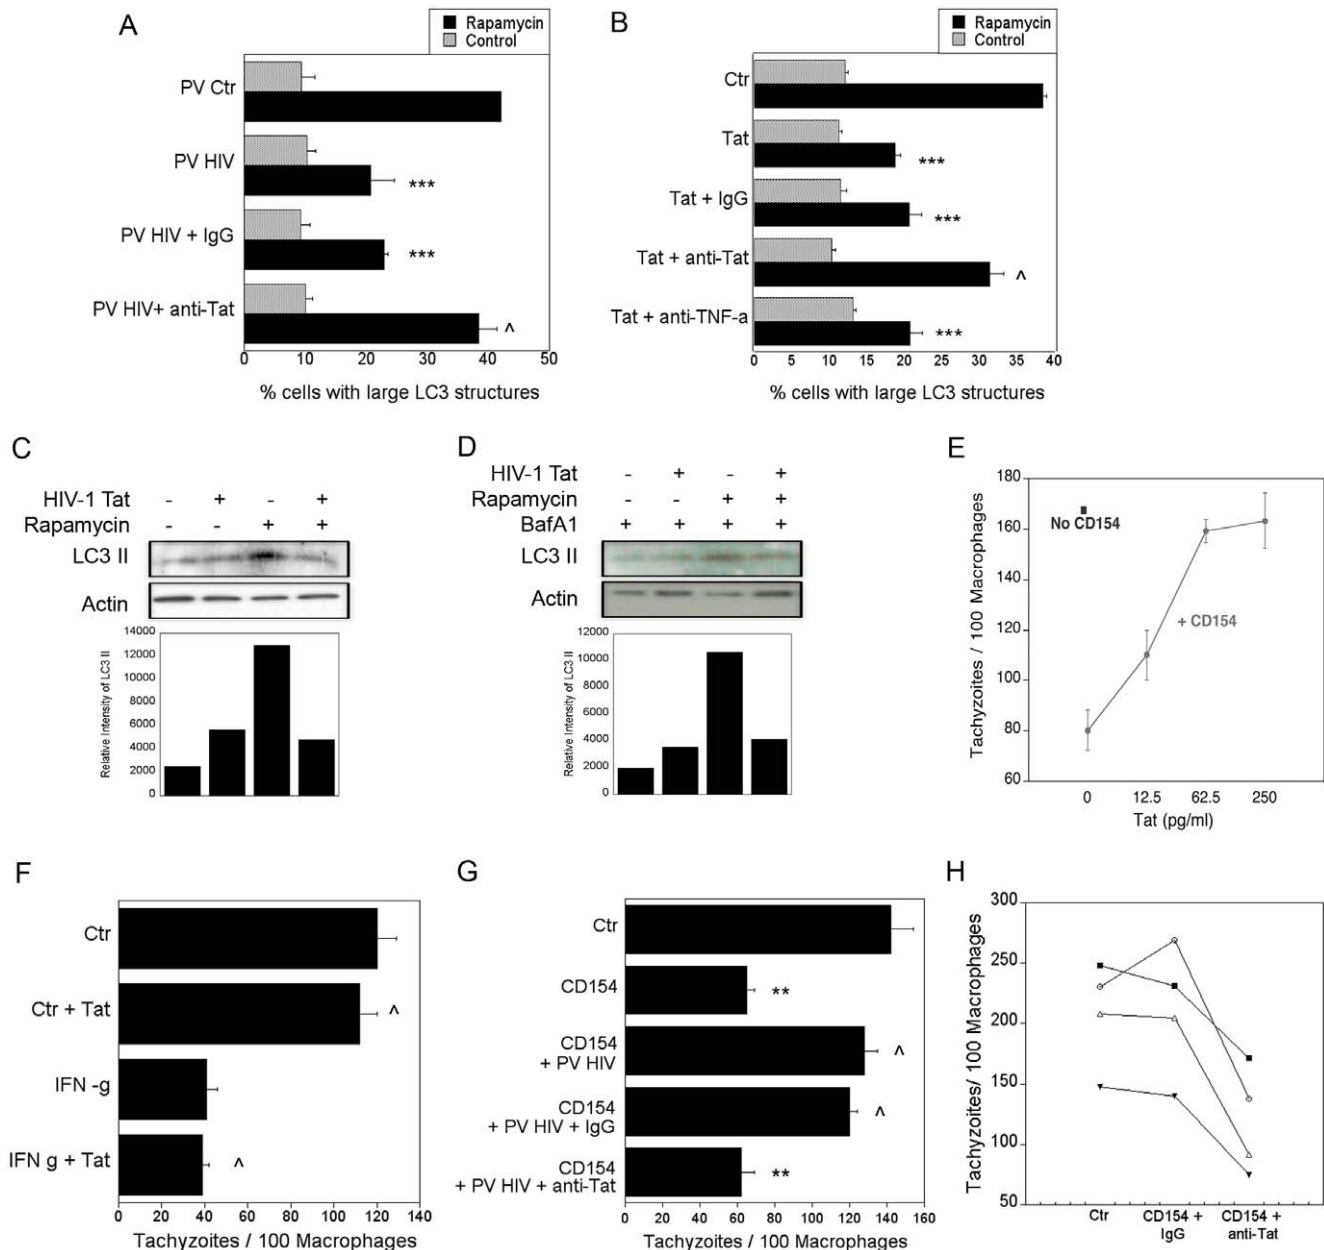 A
Rapamycin
Control
PV Ctr
PV HIV
***
PV HIV + IgG
***
PV HIV+ anti-Tat
^
0 10 20 30 40 50
% cells with large LC3 structures
B
Rapamycin
Control
Ctr
Tat
***
Tat + IgG
***
Tat + anti-Tat
^
Tat + anti-TNF-a
***
0 5 10 15 20 25 30 35 40
% cells with large LC3 structures
C
HIV-1 Tat - + - +
Rapamycin - - + +
LC3 II
Actin
Relative Intensity of LC3 II
14000
12000
10000
8000
6000
4000
2000
0
D
HIV-1 Tat - + - +
Rapamycin - - + +
BafA1 + + + +
LC3 II
Actin
Relative Intensity of LC3 II
12000
10000
8000
6000
4000
2000
0
E
Tachyzoites / 100 Macrophages
180
160
140
120
100
80
60
No CD154
+ CD154
0 12.5 62.5 250
Tat (pg/ml)
F
Ctr
Ctr + Tat
^
IFN -g
IFN g + Tat
^
0 20 40 60 80 100 120 140
Tachyzoites / 100 Macrophages
G
Ctr
CD154
**
CD154
+ PV HIV
^
CD154
+ PV HIV + IgG
^
CD154
+ PV HIV + anti-Tat
**
0 20 40 60 80 100 120 140 160
Tachyzoites / 100 Macrophages
H
Tachyzoites/ 100 Macrophages
300
250
200
150
100
50
Ctr
CD154 +
IgG
CD154 +
anti-Tat